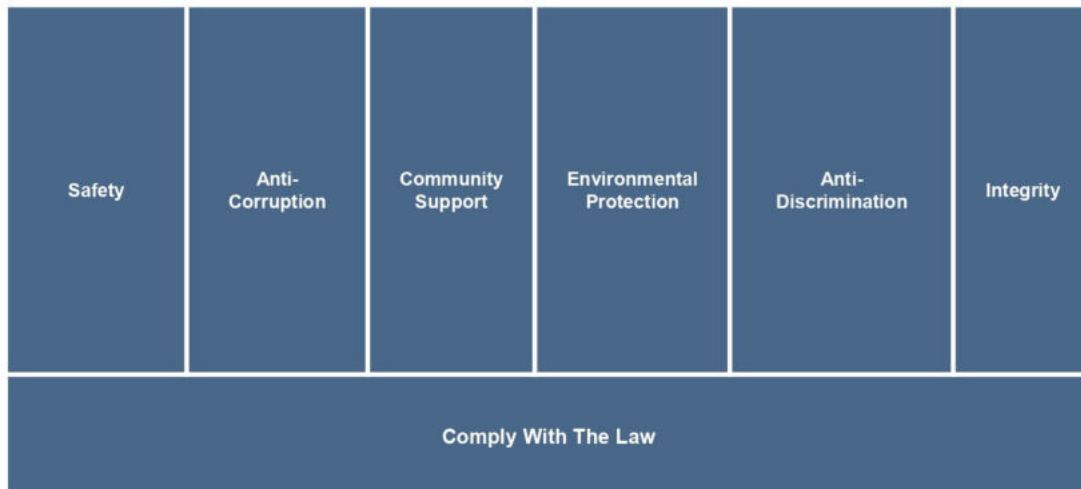 Safety
Anti-
Corruption
Community
Support
Environmental
Protection
Anti-
Discrimination
Integrity
Comply With The Law